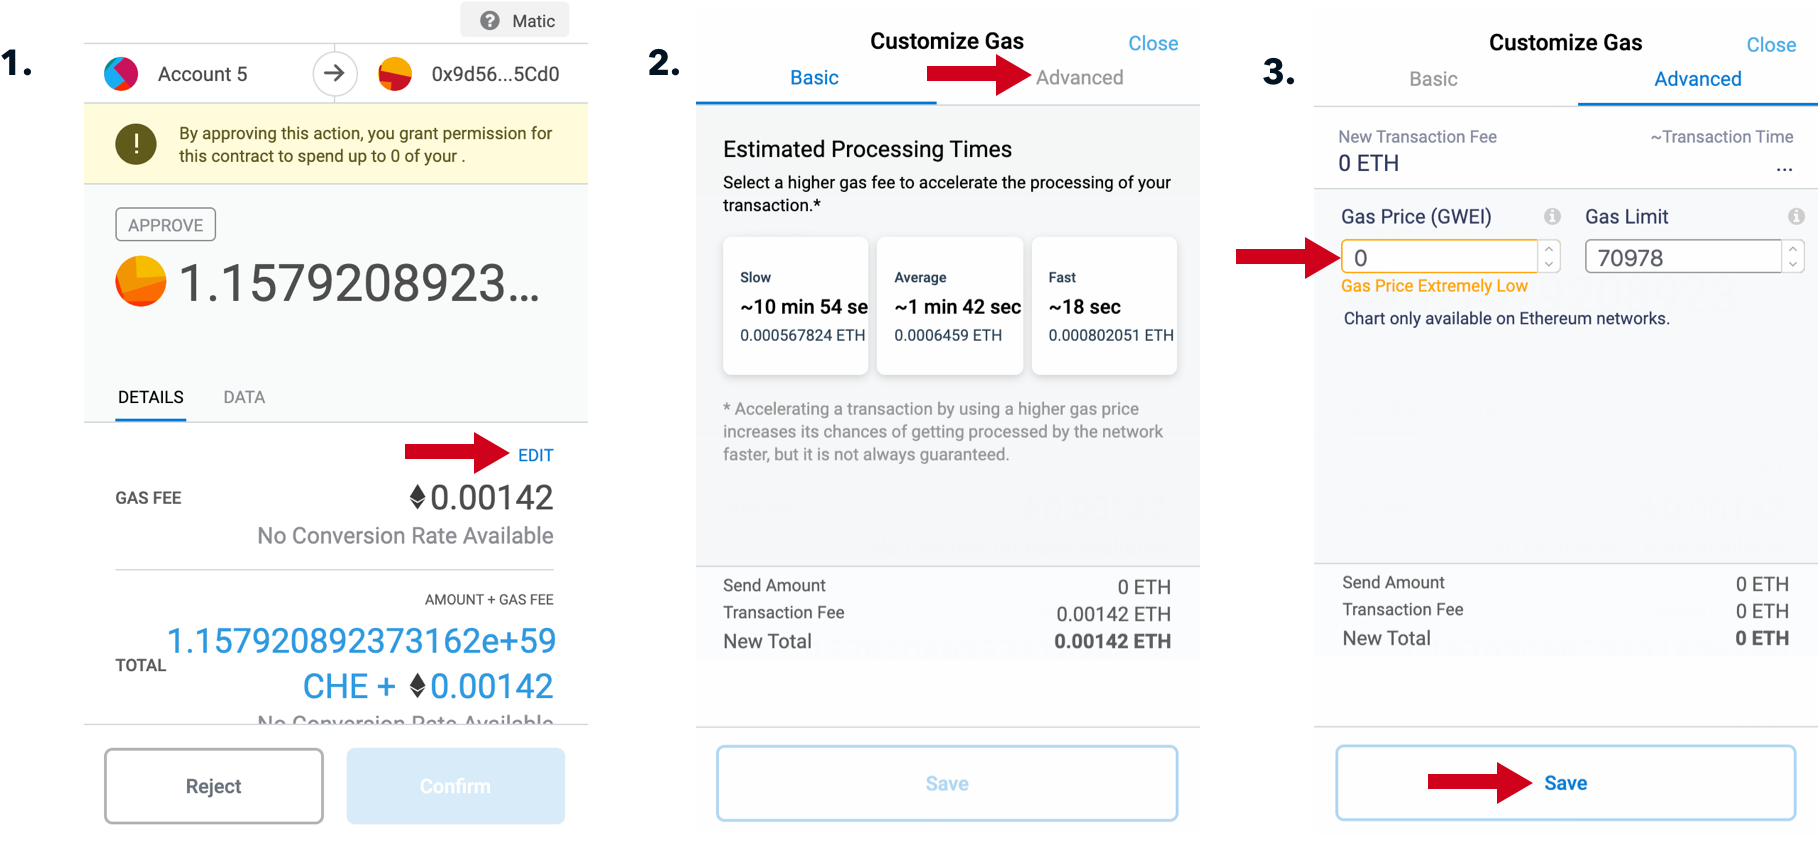 1.
Matic
Account 5
0x9d56...5Cd0
By approving this action, you grant permission for
this contract to spend up to 0 of your .
APPROVE
1.1579208923...
DETAILS DATA
EDIT
GAS FEE
0.00142
No Conversion Rate Available
AMOUNT + GAS FEE
1.157920892373162e+59
TOTAL
CHE + 0.00142
No Conversion Rate Available
Reject Confirm
2.
Customize Gas
Close
Basic Advanced
Estimated Processing Times
Select a higher gas fee to accelerate the processing of your
transaction.*
Slow
~10 min 54 se
0.000567824 ETH
Average
~1 min 42 sec
0.0006459 ETH
Fast
~18 sec
0.000802051 ETH
* Accelerating a transaction by using a higher gas price
increases its chances of getting processed by the network
faster, but it is not always guaranteed.
Send Amount 0 ETH
Transaction Fee 0.00142 ETH
New Total 0.00142 ETH
Save
3.
Customize Gas
Close
Basic Advanced
New Transaction Fee ~Transaction Time
0 ETH ...
Gas Price (GWEI) Gas Limit
0 70978
Gas Price Extremely Low
Chart only available on Ethereum networks.
Send Amount 0 ETH
Transaction Fee 0 ETH
New Total 0 ETH
Save